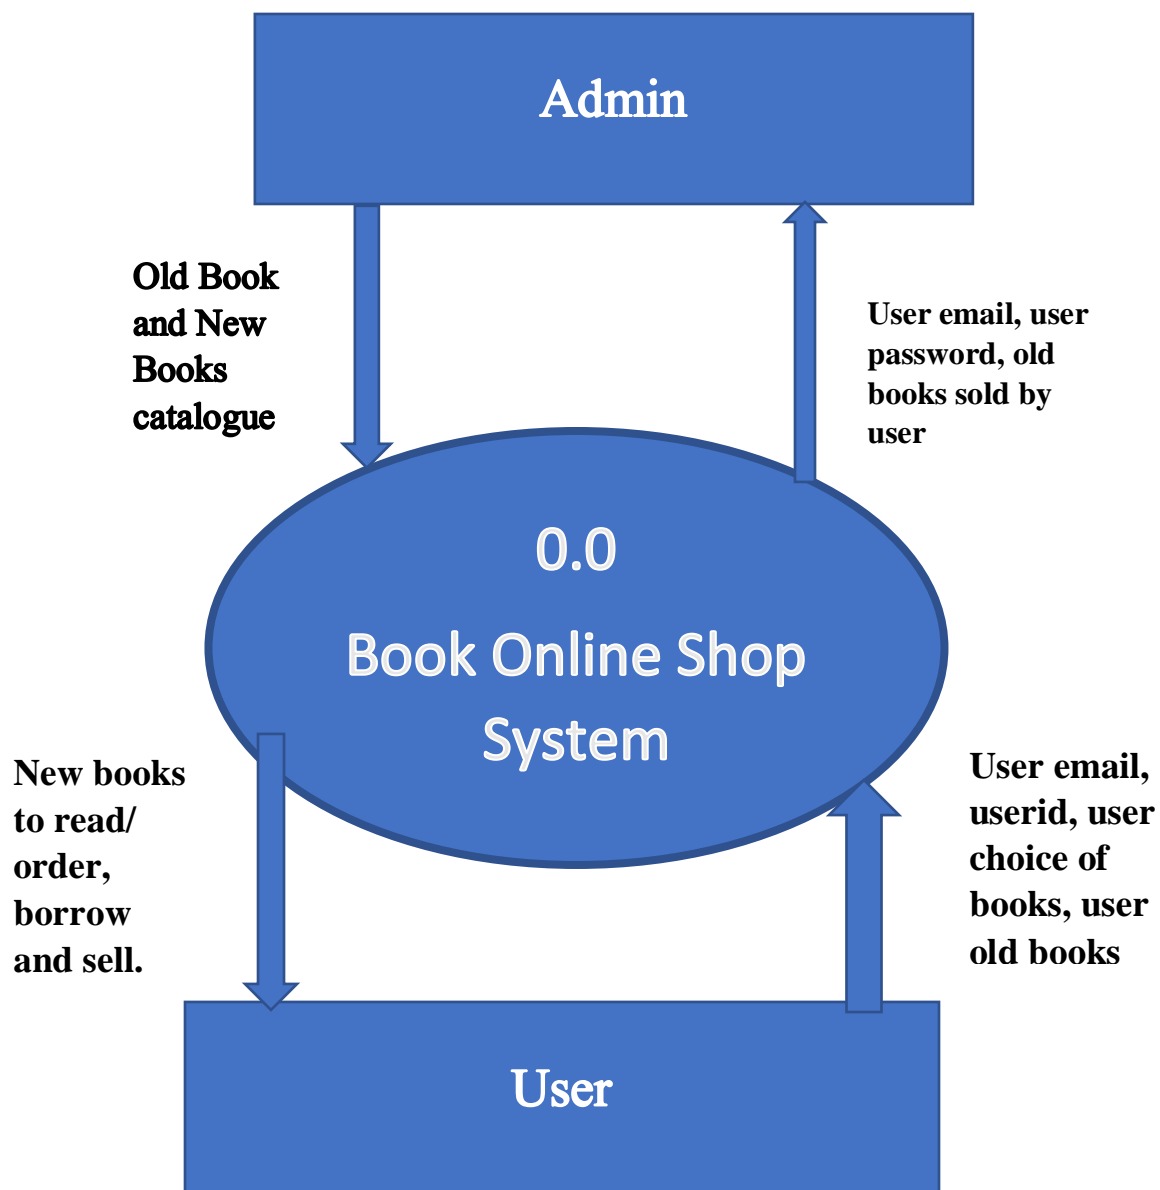 Admin
Old Book
and New
Books
catalogue
User email, user
password, old
books sold by
user
0.0
Book Online Shop
System
New books
to read/
order,
borrow
and sell.
User email,
userid, user
choice of
books, user
old books
User